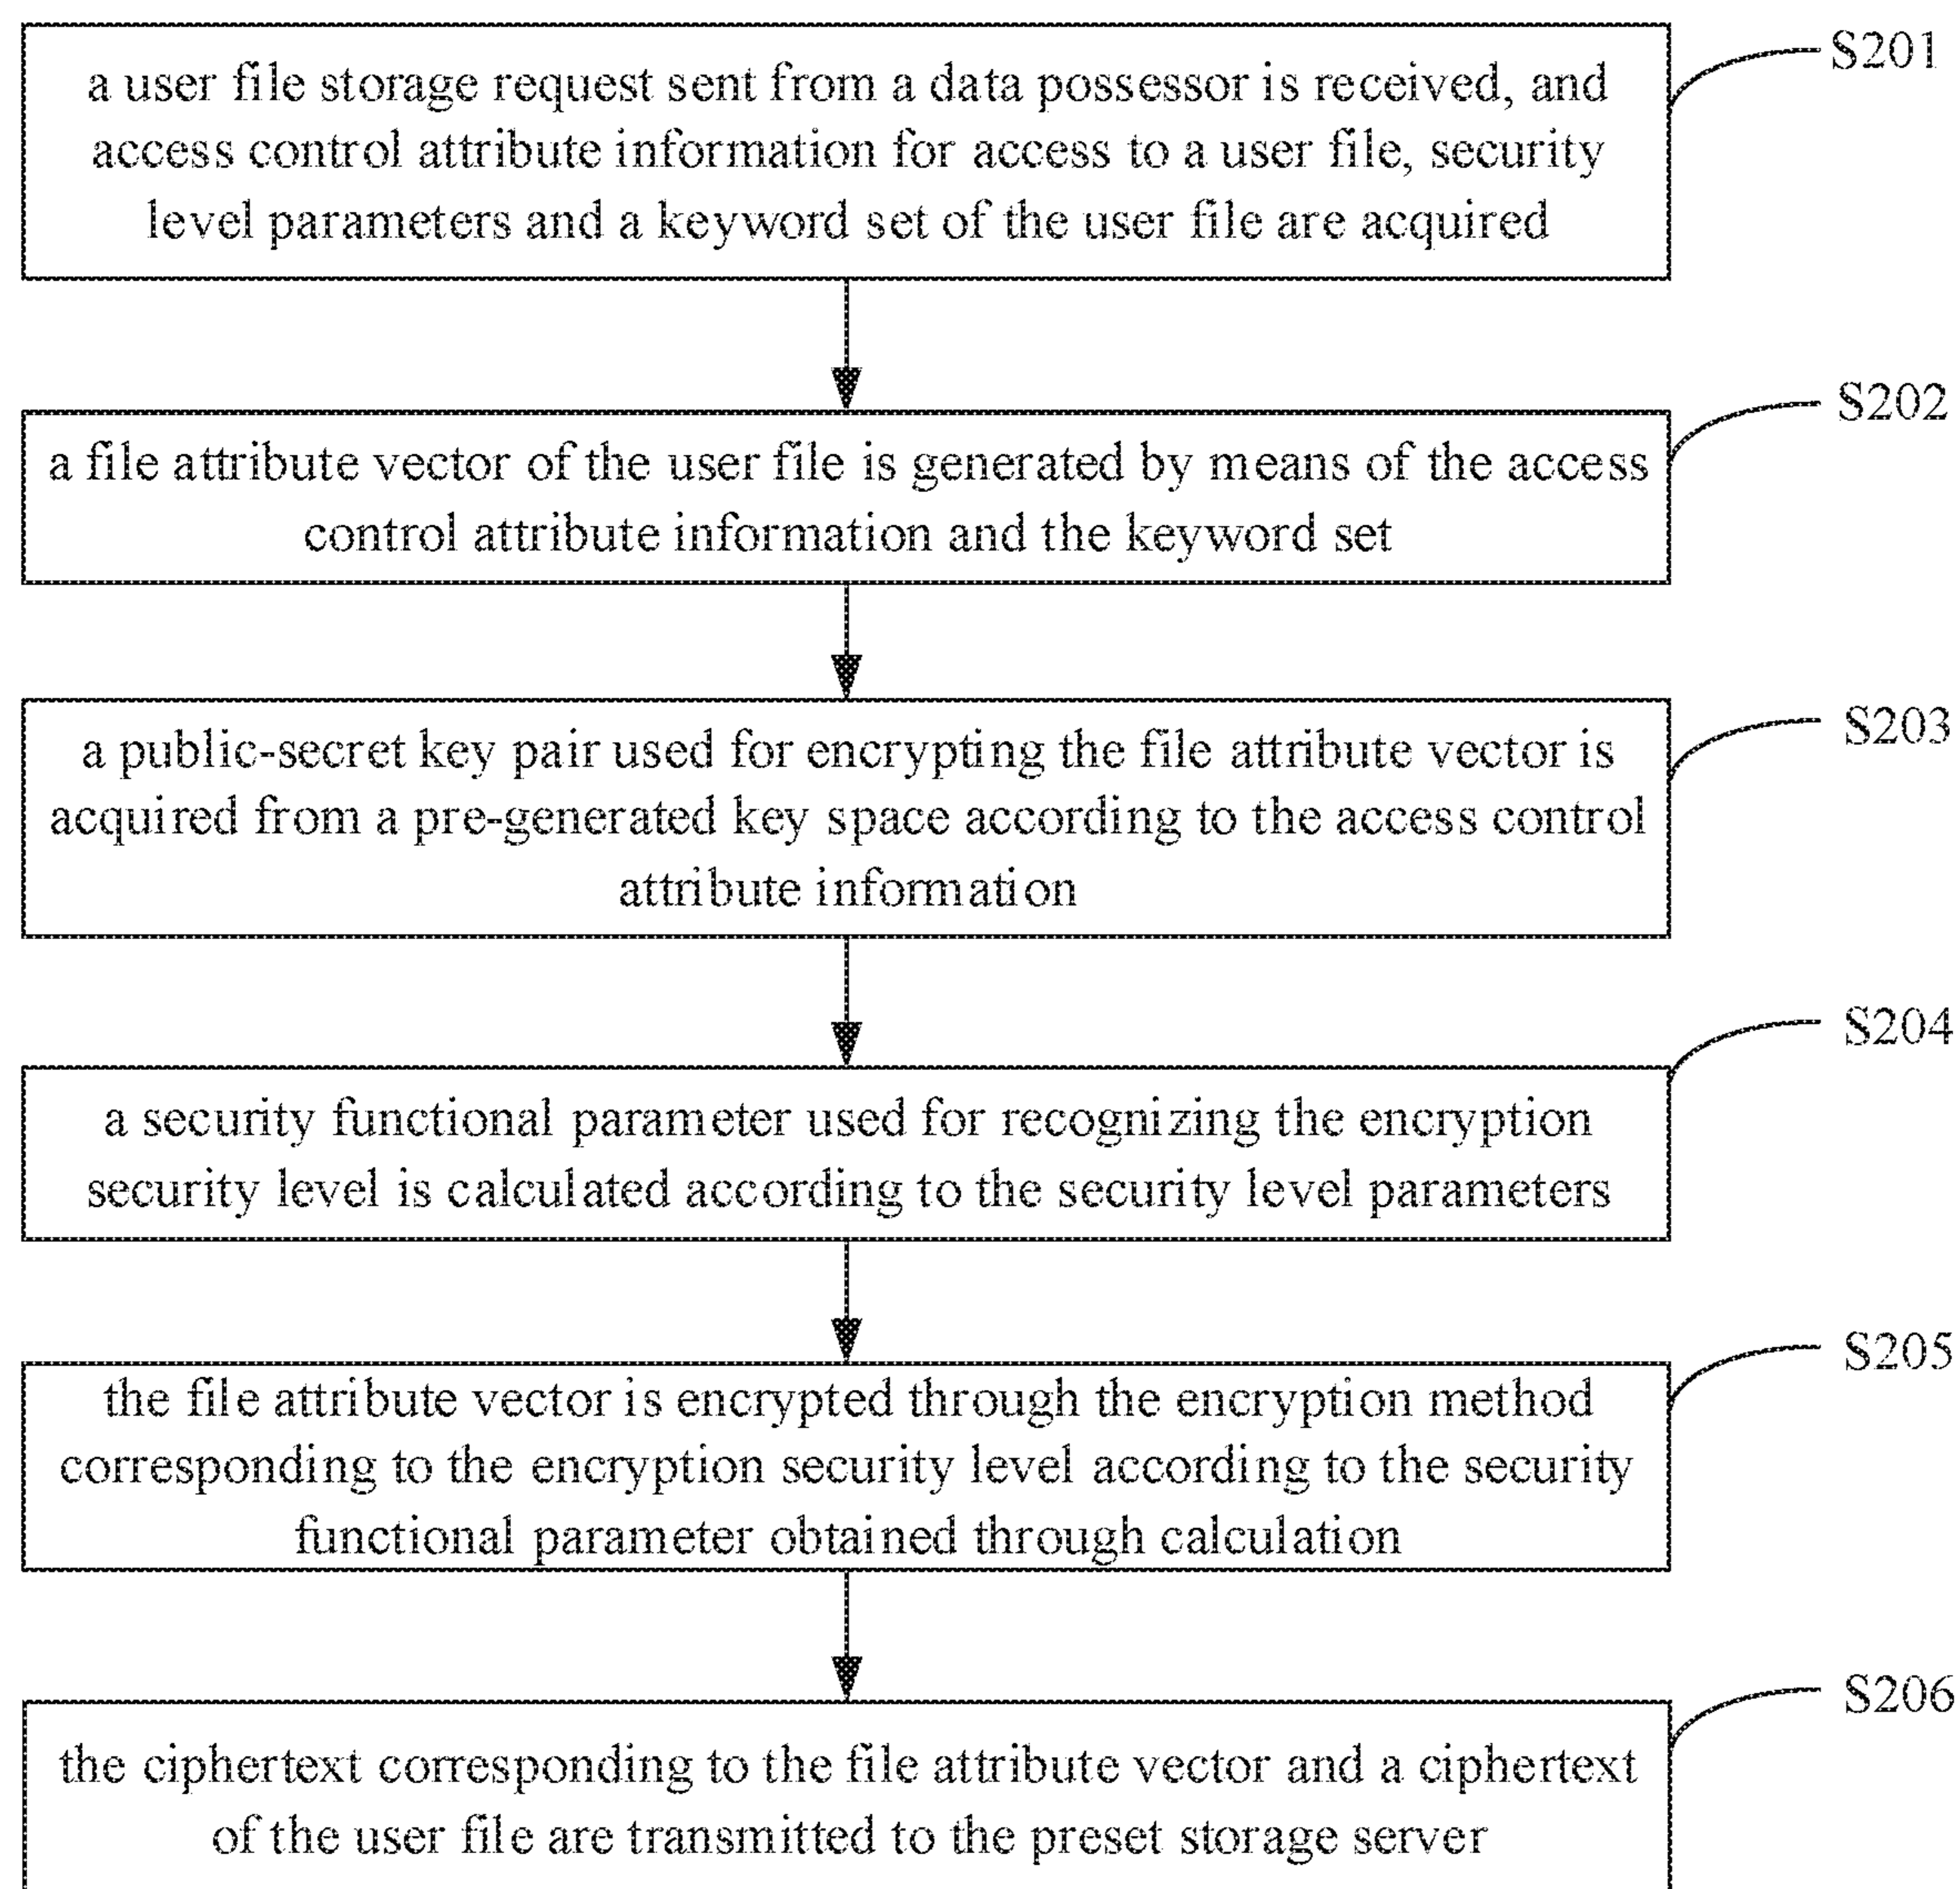 a user file storage request sent from a data possessor is received, and
access control attribute information for access to a user file, security
level parameters and a keyword set of the user file are acquired
S201
a file attribute vector of the user file is generated by means of the access
control attribute information and the keyword set
S202
a public-secret key pair used for encrypting the file attribute vector is
acquired from a pre-generated key space according to the access control
attribute information
S203
a security functional parameter used for recognizing the encryption
security level is calculated according to the security level parameters
S204
the file attribute vector is encrypted through the encryption method
corresponding to the encryption security level according to the security
functional parameter obtained through calculation
S205
the ciphertext corresponding to the file attribute vector and a ciphertext
of the user file are transmitted to the preset storage server
S206